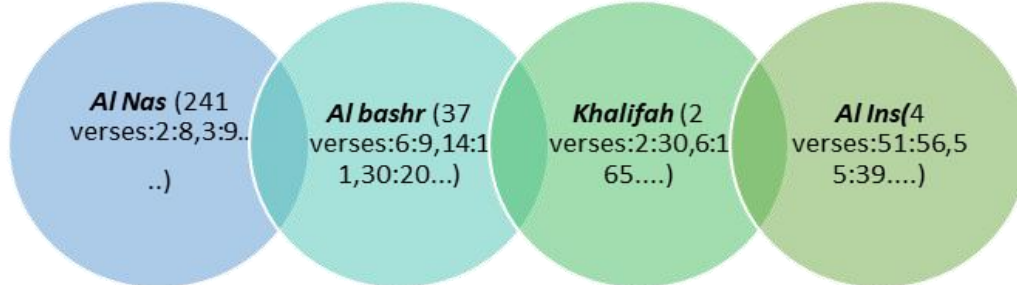 Al Nas (241
verses:2:8,3:9..
..)
Al bashr (37
verses:6:9,14:1
1,30:20...)
Khalifah (2
verses:2:30,6:1
65....)
Al Ins(4
verses:51:56,5
5:39....)